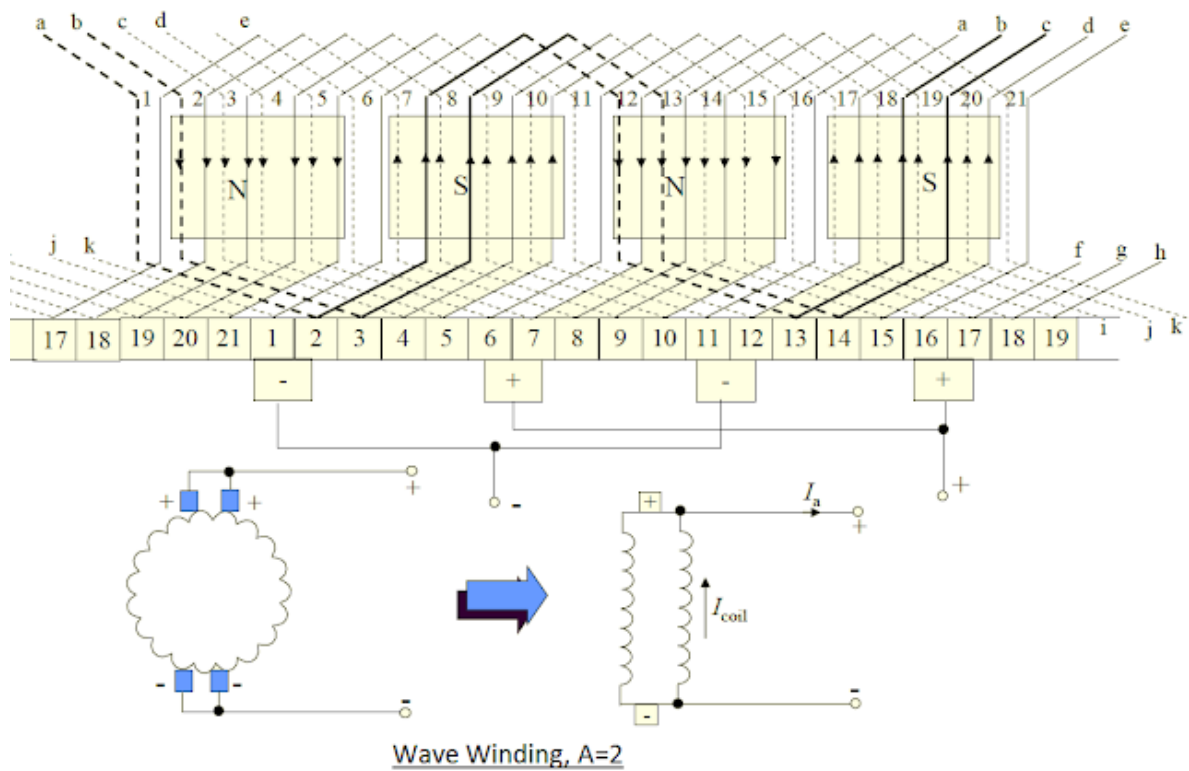 a b c d e a b c d e
1 2 3 4 5 6 7 8 9 10 11 12 13 14 15 16 17 18 19 20 21
N S N S
j k f g h
17 18 19 20 21 1 2 3 4 5 6 7 8 9 10 11 12 13 14 15 16 17 18 19 i j k
- + - +
+ + + - + Iₐ +
I_coil
- - - - -
Wave Winding, A=2